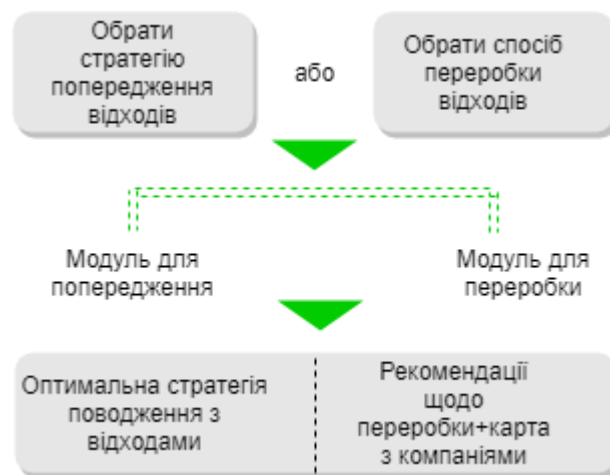 Обрати
стратегію
попередження
відходів
або
Обрати спосіб
переробки
відходів
Модуль для
попередження
Модуль для
переробки
Оптимальна стратегія
поводження з
відходами
Рекомендації
щодо
переробки+карта
з компаніями